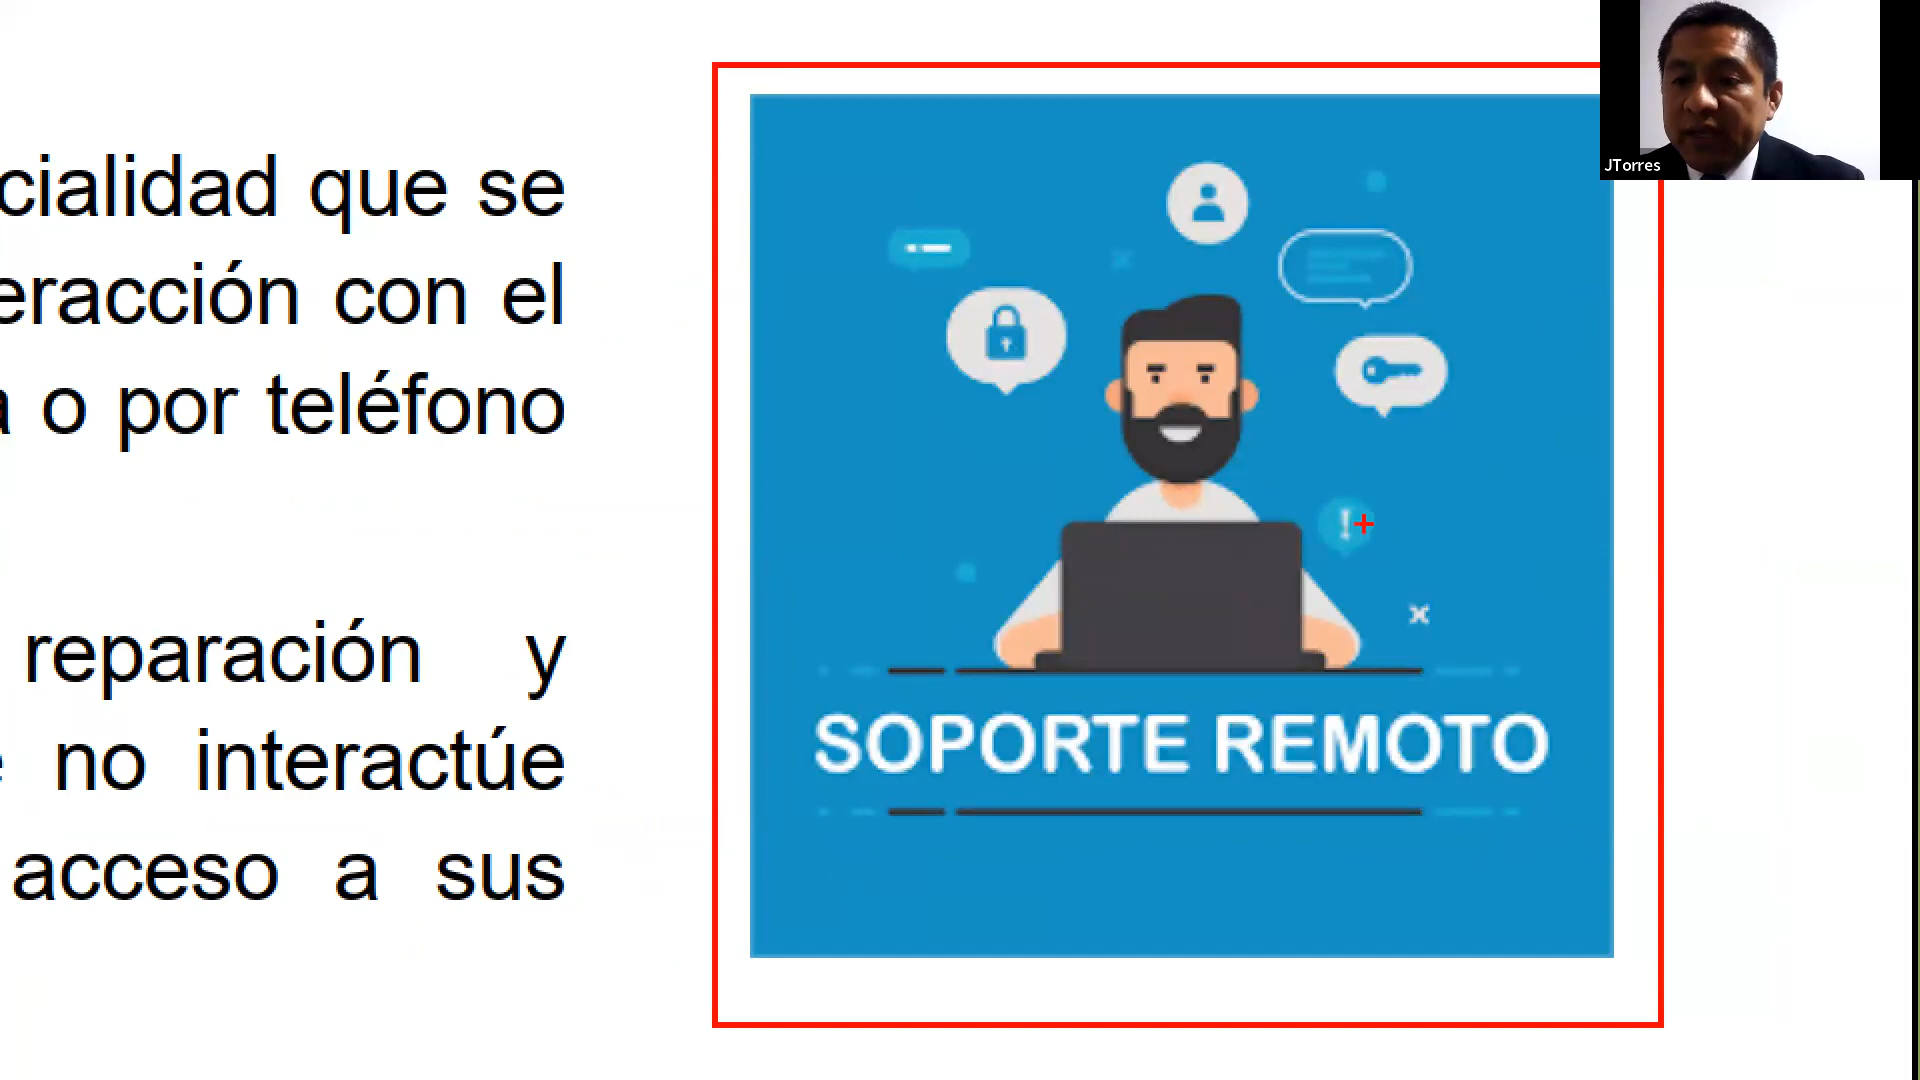 cialidad que se
eracción con el
a o por teléfono
reparación y
e no interactúe
acceso a sus
SOPORTE REMOTO
JTorres